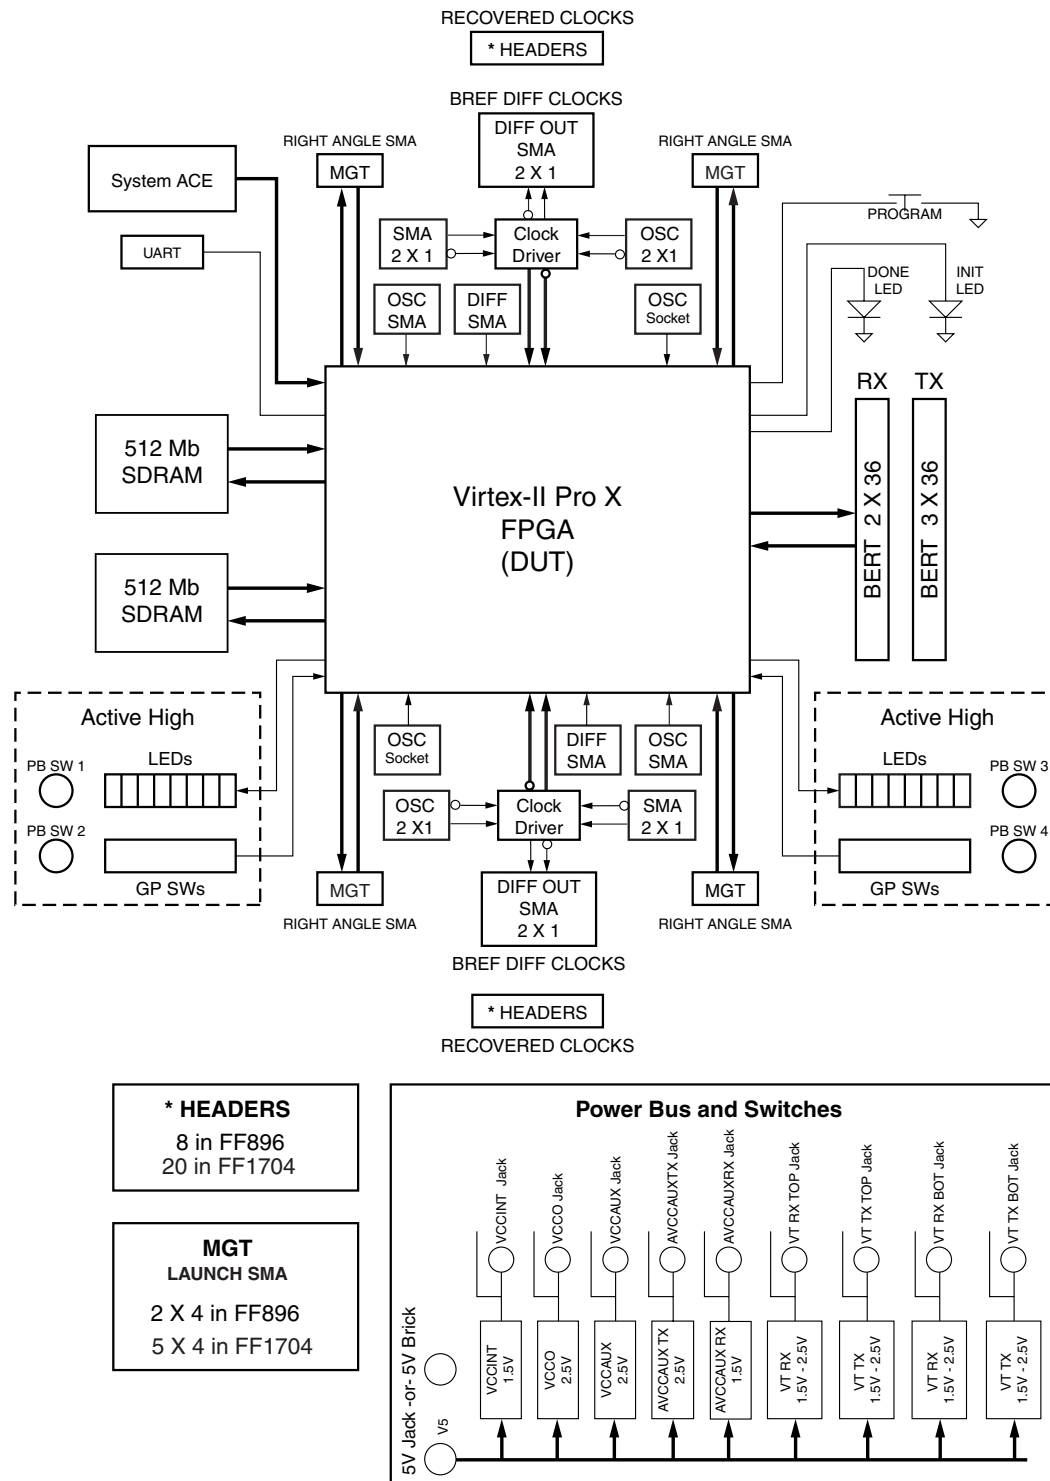 RECOVERED CLOCKS
* HEADERS
BREF DIFF CLOCKS
DIFF OUT
SMA
2 X 1
RIGHT ANGLE SMA
MGT
RIGHT ANGLE SMA
MGT
System ACE
UART
SMA
2 X 1
Clock
Driver
OSC
2 X1
OSC
SMA
DIFF
SMA
OSC
Socket
PROGRAM
DONE
LED
INIT
LED
RX
TX
512 Mb
SDRAM
512 Mb
SDRAM
Virtex-II Pro X
FPGA
(DUT)
BERT 2 X 36
BERT 3 X 36
Active High
PB SW 1
LEDs
PB SW 2
GP SWs
OSC
Socket
DIFF
SMA
OSC
SMA
OSC
2 X1
Clock
Driver
SMA
2 X 1
Active High
LEDs
PB SW 3
PB SW 4
GP SWs
MGT
RIGHT ANGLE SMA
DIFF OUT
SMA
2 X 1
MGT
RIGHT ANGLE SMA
BREF DIFF CLOCKS
* HEADERS
RECOVERED CLOCKS
* HEADERS
8 in FF896
20 in FF1704
MGT
LAUNCH SMA
2 X 4 in FF896
5 X 4 in FF1704
Power Bus and Switches
VCCINT Jack
VCCO Jack
VCCAUX Jack
AVCCAUXTX Jack
AVCCAUXRX Jack
VT RX TOP Jack
VT TX TOP Jack
VT RX BOT Jack
VT TX BOT Jack
5V Jack -or- 5V Brick
V5
VCCINT
1.5V
VCCO
2.5V
VCCAUX
2.5V
AVCCAUX TX
2.5V
AVCCAUX RX
1.5V
VT RX
1.5V - 2.5V
VT TX
1.5V - 2.5V
VT RX
1.5V - 2.5V
VT TX
1.5V - 2.5V